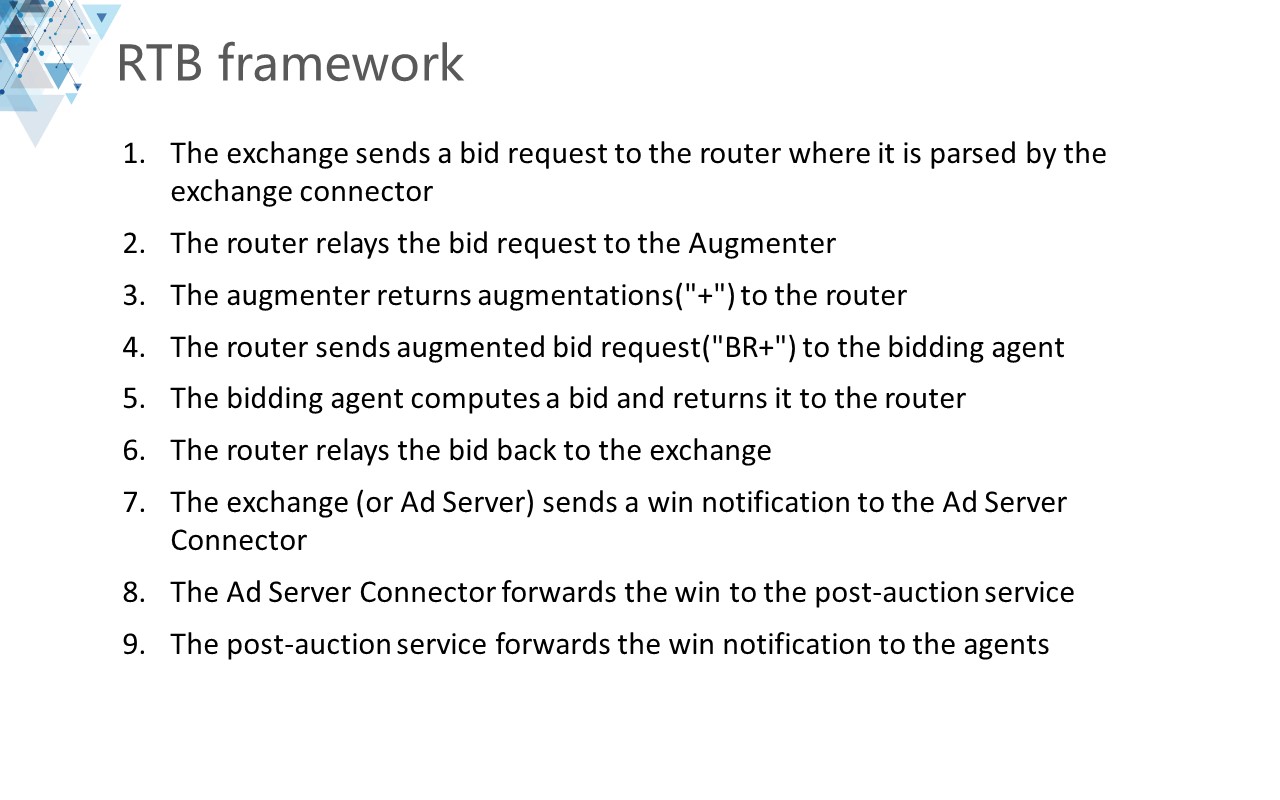 RTB framework
1. The exchange sends a bid request to the router where it is parsed by the
exchange connector
2. The router relays the bid request to the Augmenter
3. The augmenter returns augmentations("+") to the router
4. The router sends augmented bid request("BR+") to the bidding agent
5. The bidding agent computes a bid and returns it to the router
6. The router relays the bid back to the exchange
7. The exchange (or Ad Server) sends a win notification to the Ad Server
Connector
8. The Ad Server Connector forwards the win to the post-auction service
9. The post-auction service forwards the win notification to the agents